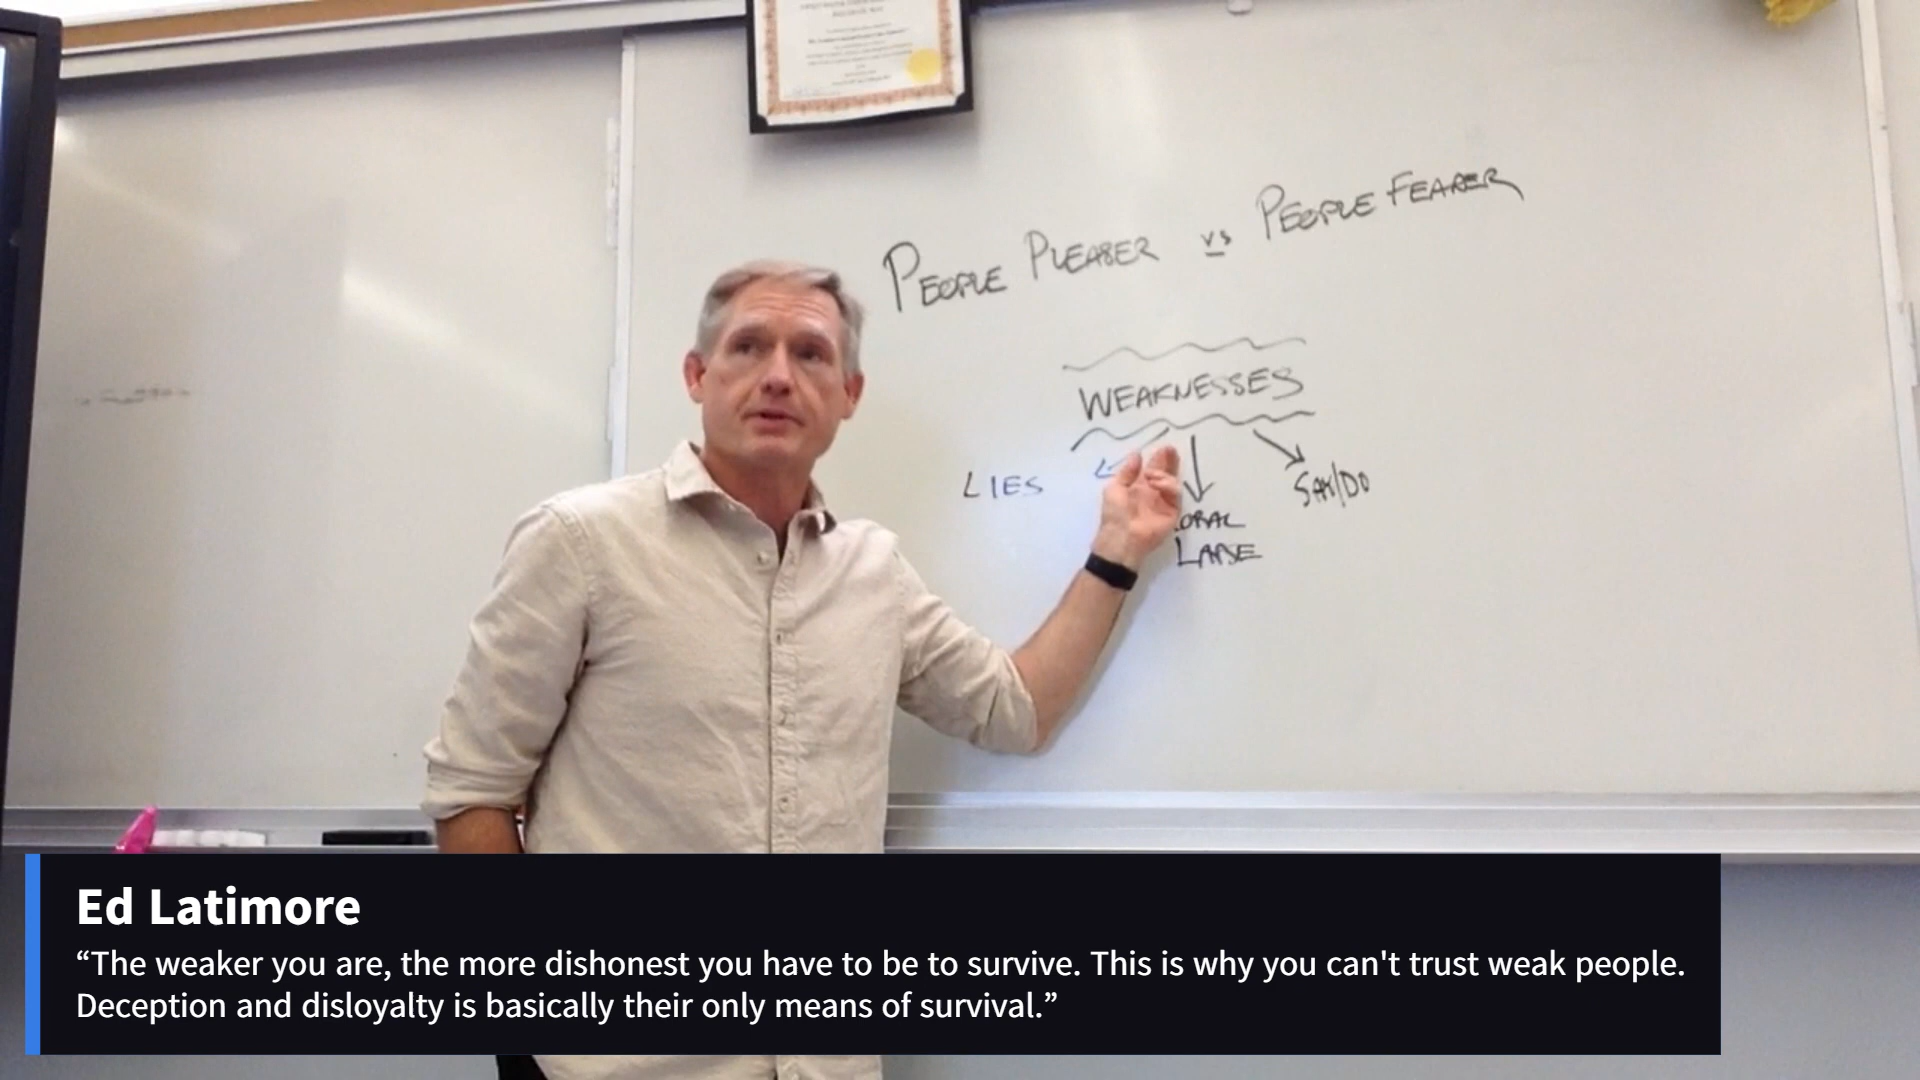 PEOPLE PLEASER vs PEOPLE FEARER
WEAKNESSES
LIES
SAY/DO
ORAL
LAPSE
Ed Latimore
“The weaker you are, the more dishonest you have to be to survive. This is why you can't trust weak people.
Deception and disloyalty is basically their only means of survival.”